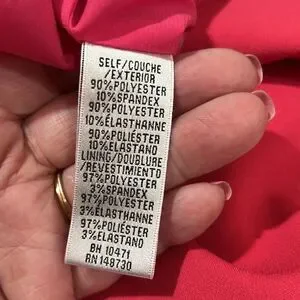 SELF/COUCHE
/EXTERIOR
90%POLYESTER
10%SPANDEX
90%POLYESTER
10%ÉLASTHANNE
90%POLIÉSTER
10%ELASTANO
LINING/DOUBLURE
/REVESTIMIENTO
97%POLYESTER
3%SPANDEX
97%POLYESTER
3%ÉLASTHANNE
97%POLIÉSTER
3%ELASTANO
BH 10471
RN 148730